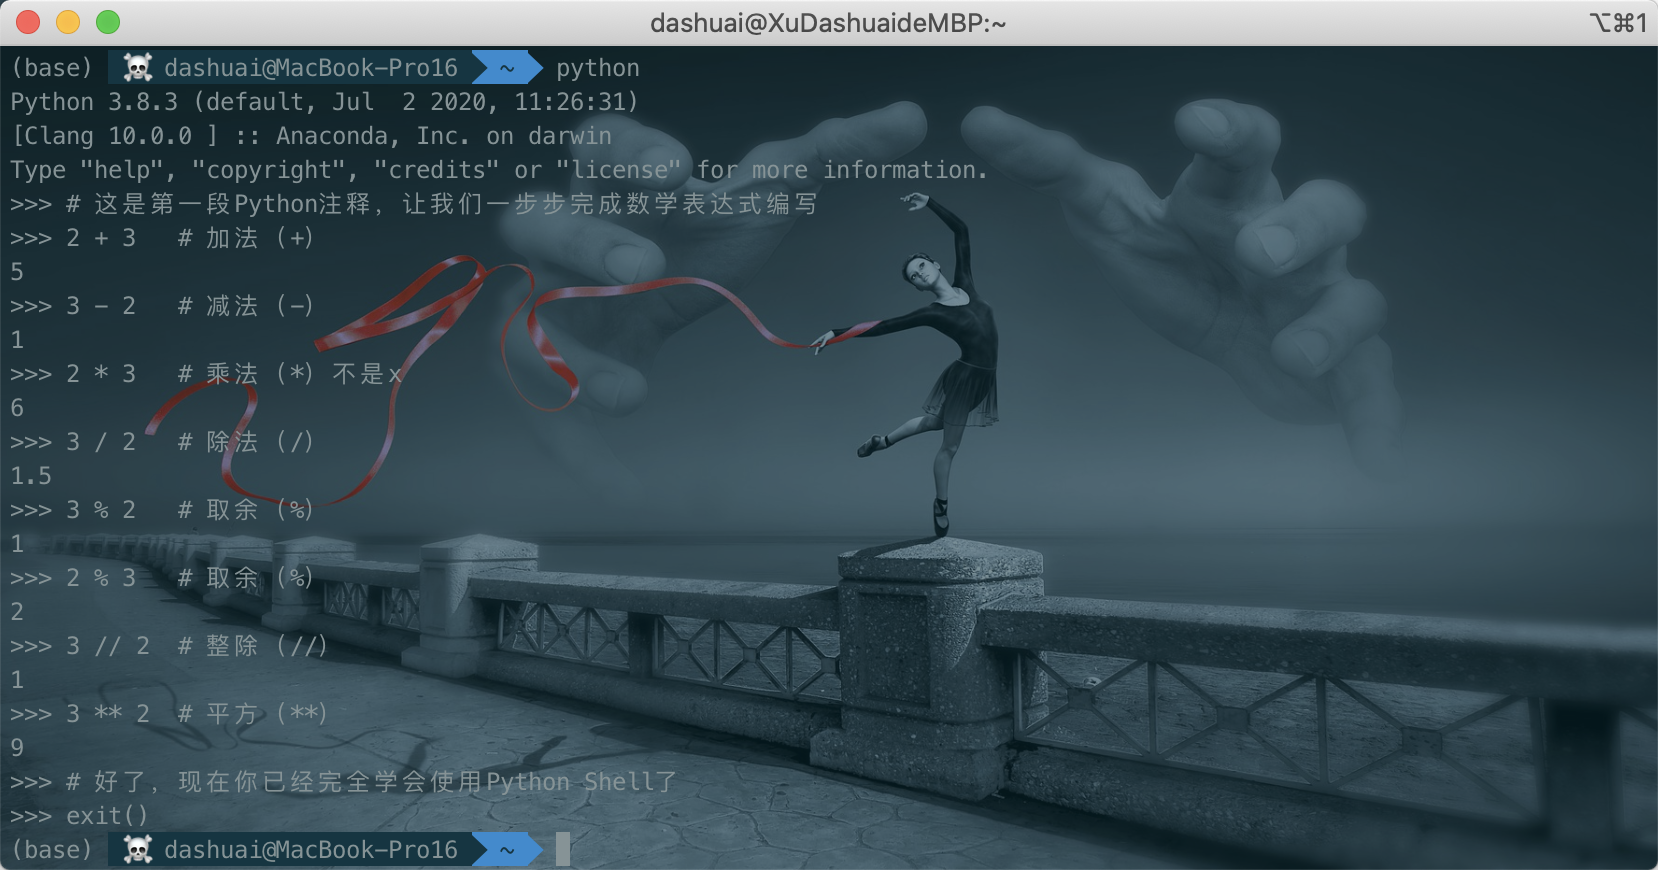 dashuai@XuDashuaideMBP:~ ⌥⌘1
(base) ☠️ dashuai@MacBook-Pro16 ~ python
Python 3.8.3 (default, Jul  2 2020, 11:26:31)
[Clang 10.0.0 ] :: Anaconda, Inc. on darwin
Type "help", "copyright", "credits" or "license" for more information.
>>> # 这是第一段Python注释，让我们一步步完成数学表达式编写
>>> 2 + 3   # 加法（+）
5
>>> 3 - 2   # 减法（-）
1
>>> 2 * 3   # 乘法（*）不是x
6
>>> 3 / 2   # 除法（/）
1.5
>>> 3 % 2   # 取余（%）
1
>>> 2 % 3   # 取余（%）
2
>>> 3 // 2  # 整除（//）
1
>>> 3 ** 2  # 平方（**）
9
>>> # 好了，现在你已经完全学会使用Python Shell了
>>> exit()
(base) ☠️ dashuai@MacBook-Pro16 ~